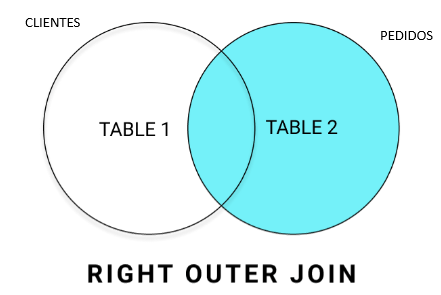 CLIENTES
PEDIDOS
TABLE 1
TABLE 2
RIGHT OUTER JOIN